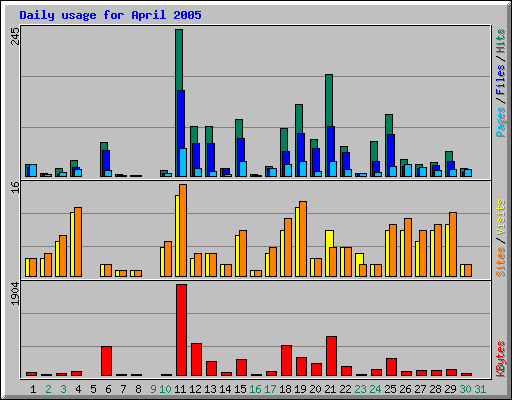 Daily usage for April 2005
245
Pages / Files / Hits
16
Sites / Visits
1904
KBytes
1 2 3 4 5 6 7 8 9 10 11 12 13 14 15 16 17 18 19 20 21 22 23 24 25 26 27 28 29 30 31